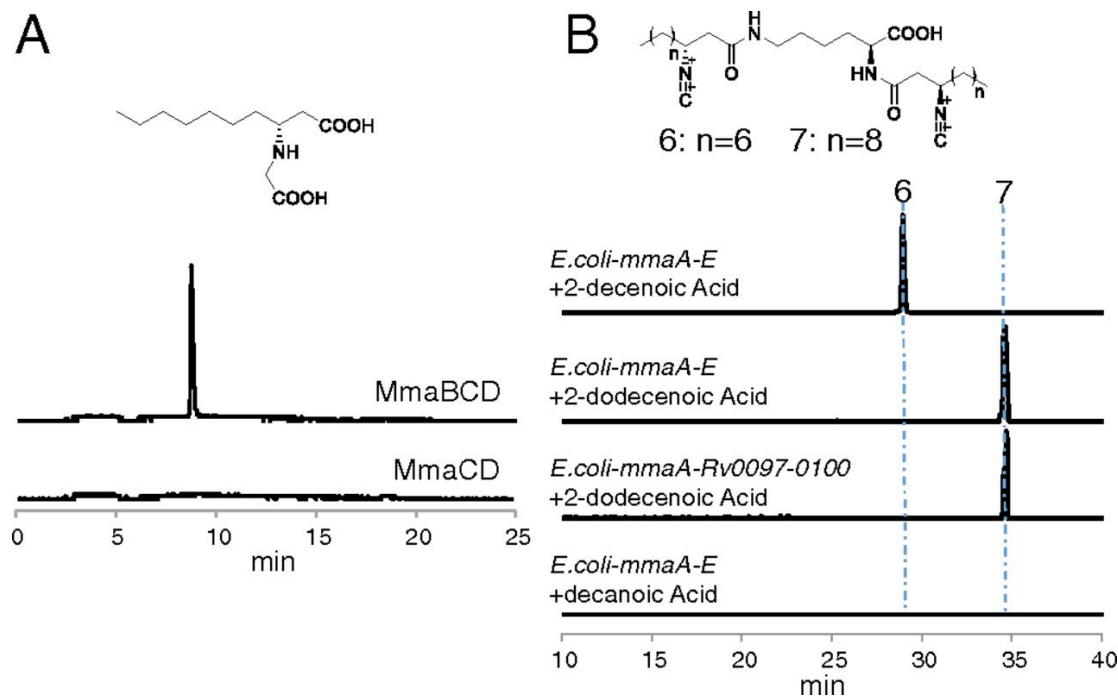 A
COOH
NH
COOH
MmaBCD
MmaCD
0 5 10 15 20 25
min
B
n
N+
≡
C
H
N
O
COOH
HN
O
n
N+
C
6: n=6 7: n=8
6 7
E.coli-mmaA-E
+2-decenoic Acid
E.coli-mmaA-E
+2-dodecenoic Acid
E.coli-mmaA-Rv0097-0100
+2-dodecenoic Acid
E.coli-mmaA-E
+decanoic Acid
10 15 20 25 30 35 40
min